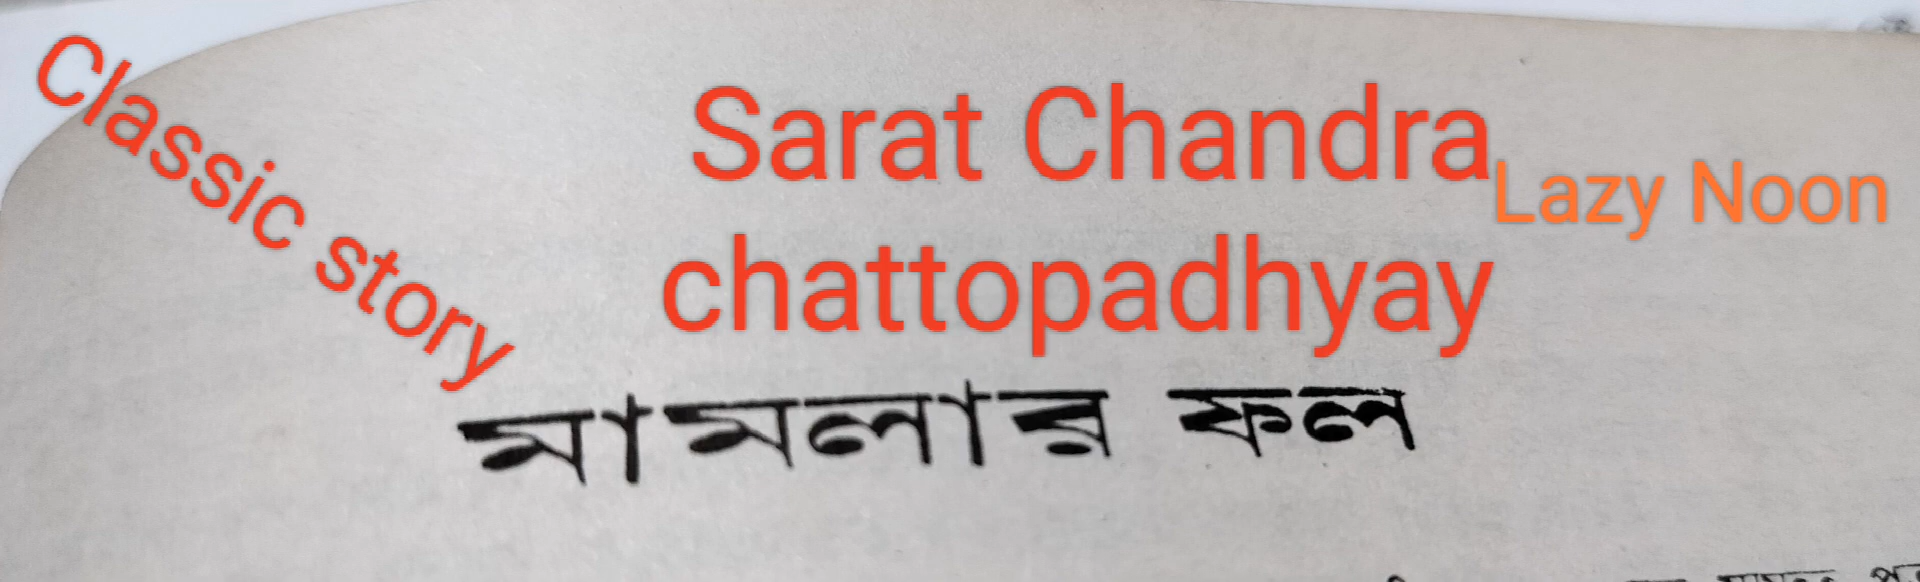 Classic story
Sarat Chandra
chattopadhyay
Lazy Noon
মামলার ফল